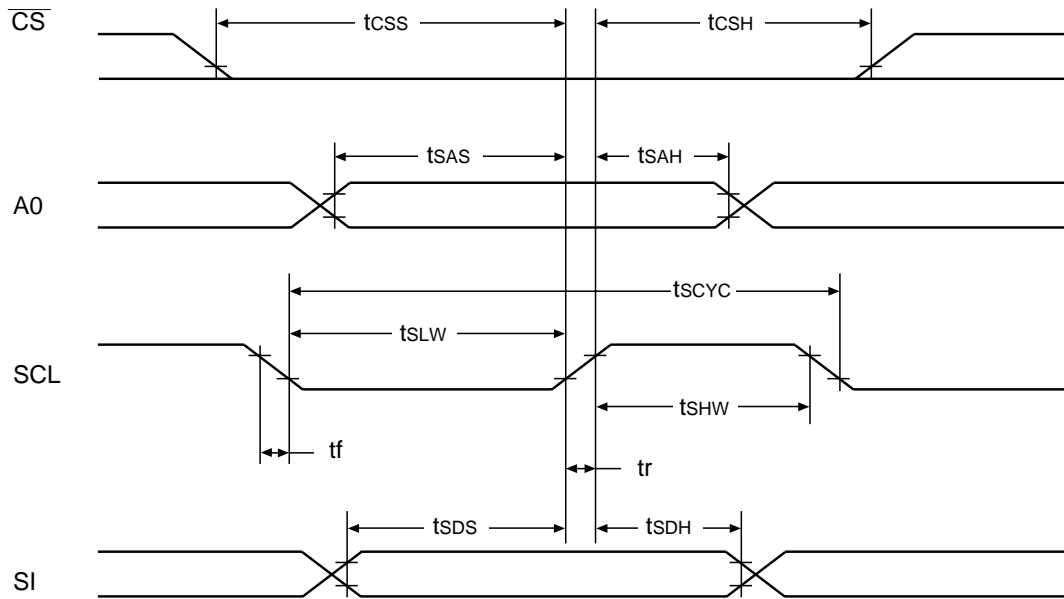 CS
tCSS
tCSH
tSAS
tSAH
A0
tSCYC
tSLW
SCL
tSHW
tf
tr
tSDS
tSDH
SI